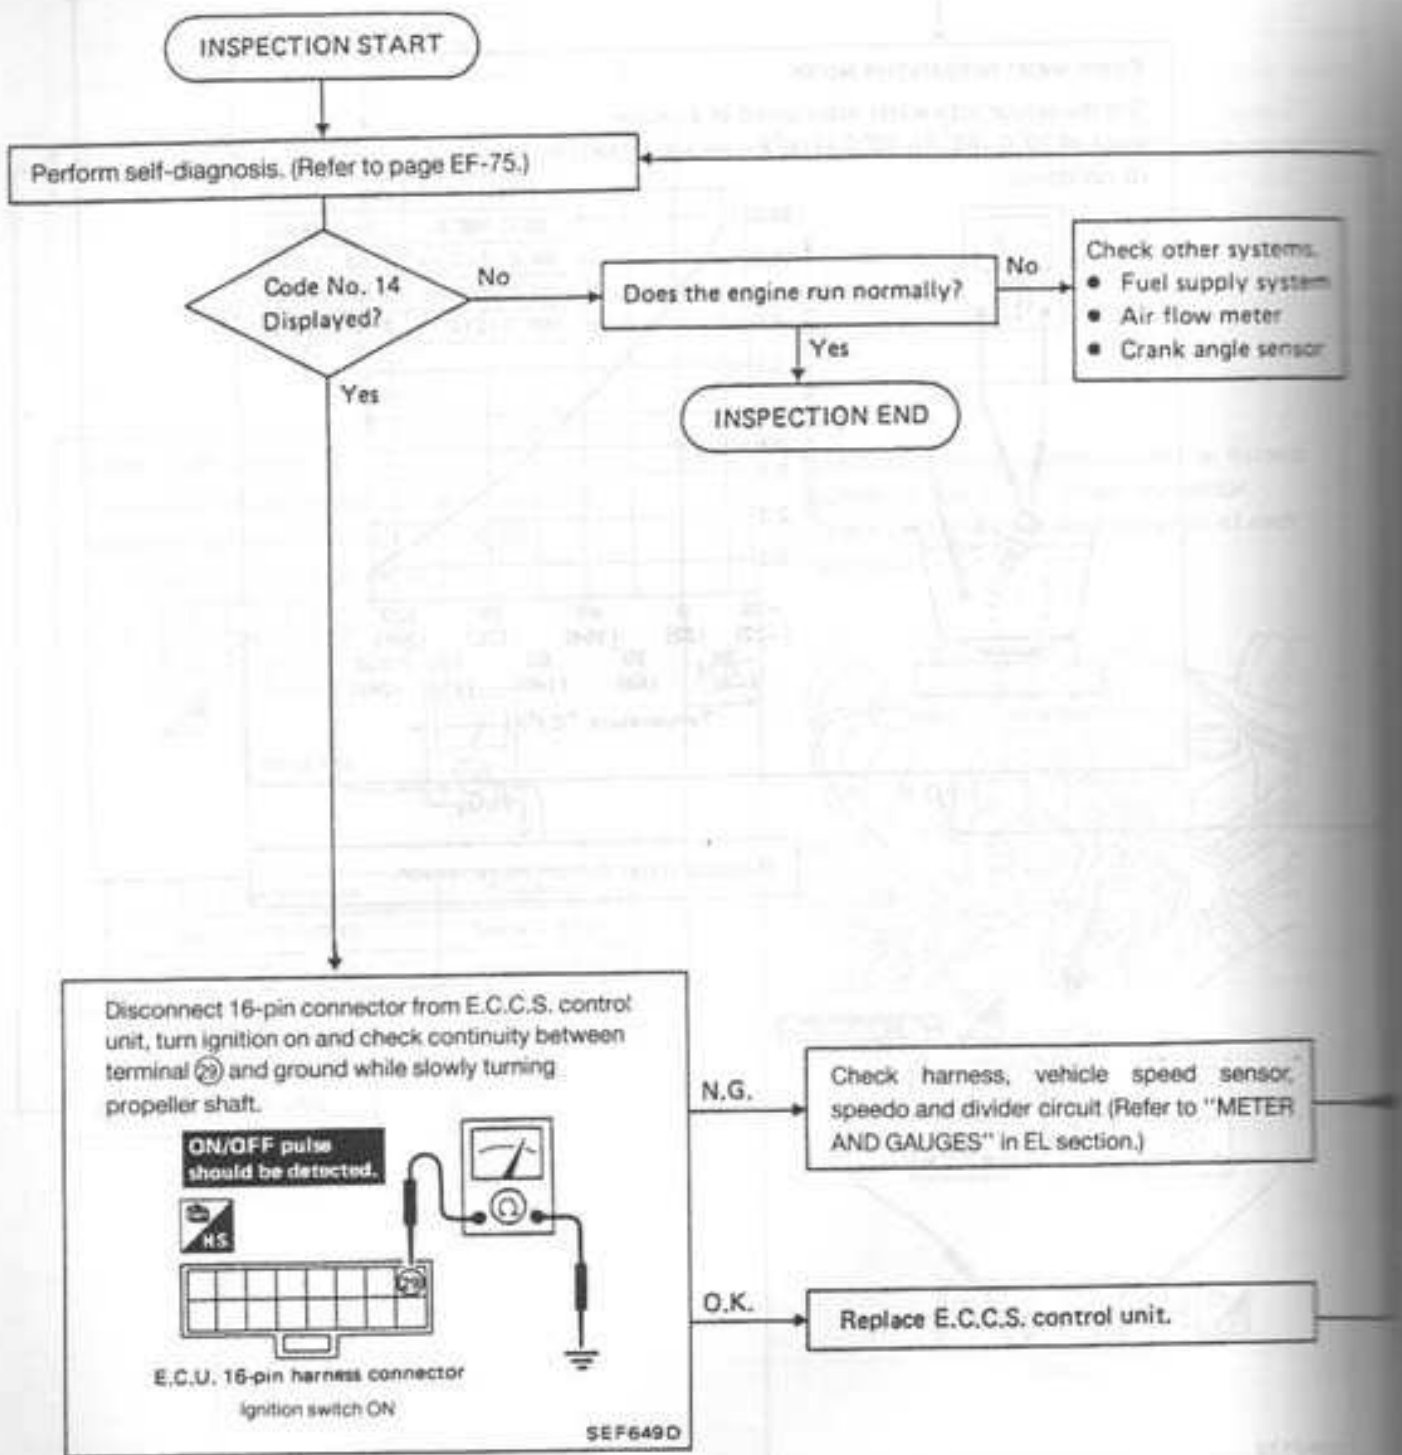 INSPECTION START
Perform self-diagnosis. (Refer to page EF-75.)
Code No. 14
Displayed?
No
Does the engine run normally?
No
Check other systems.
● Fuel supply system
● Air flow meter
● Crank angle sensor
Yes
INSPECTION END
Yes
Disconnect 16-pin connector from E.C.C.S. control
unit, turn ignition on and check continuity between
terminal ㉙ and ground while slowly turning
propeller shaft.
ON/OFF pulse
should be detected.
H.S.
Ω
㉙
E.C.U. 16-pin harness connector
Ignition switch ON
SEF649D
N.G.
Check harness, vehicle speed sensor,
speedo and divider circuit (Refer to "METER
AND GAUGES" in EL section.)
O.K.
Replace E.C.C.S. control unit.